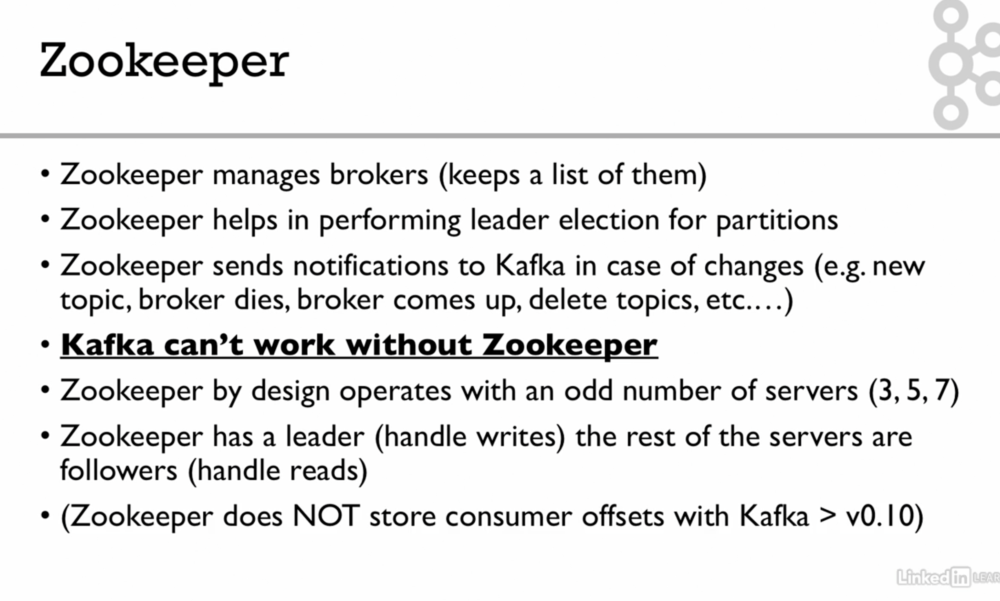 Zookeeper
• Zookeeper manages brokers (keeps a list of them)
• Zookeeper helps in performing leader election for partitions
• Zookeeper sends notifications to Kafka in case of changes (e.g. new
topic, broker dies, broker comes up, delete topics, etc.…)
• Kafka can’t work without Zookeeper
• Zookeeper by design operates with an odd number of servers (3, 5, 7)
• Zookeeper has a leader (handle writes) the rest of the servers are
followers (handle reads)
• (Zookeeper does NOT store consumer offsets with Kafka > v0.10)
Linked in LEAR